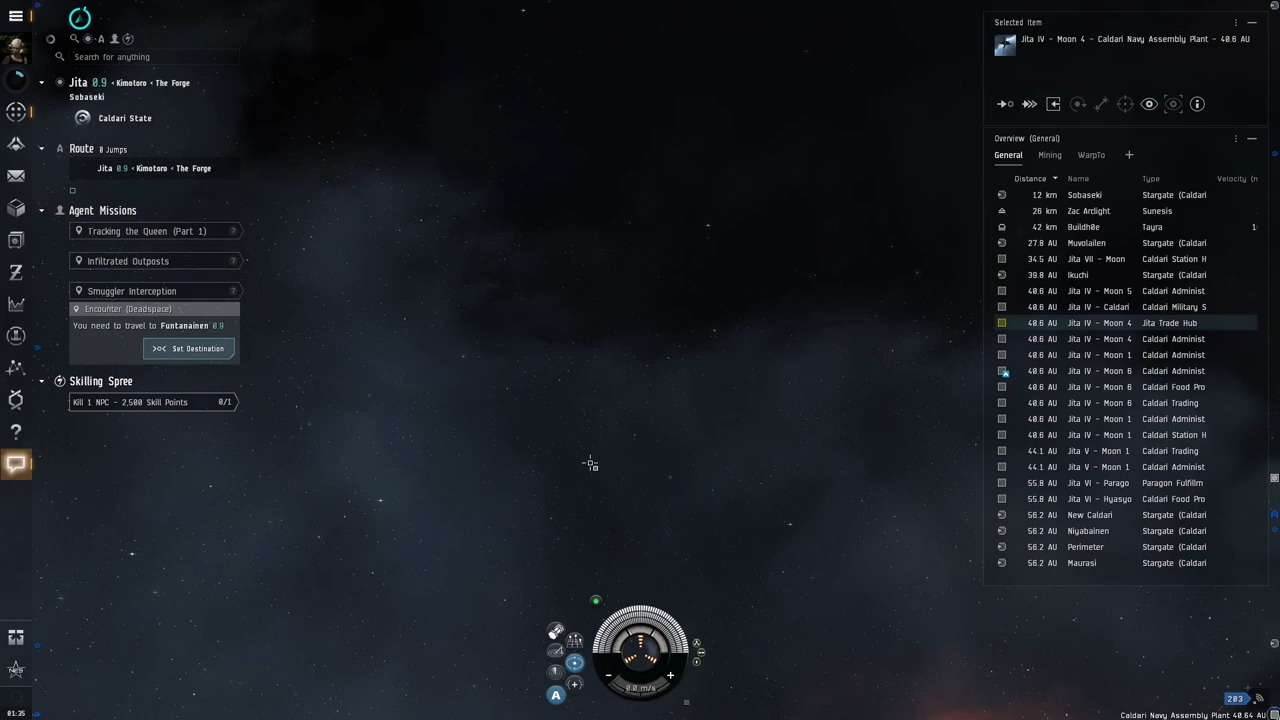 Search for anything
Jita 0.9 < Kimotoro < The Forge
Sobaseki
Caldari State
Route 0 Jumps
Jita 0.9 < Kimotoro < The Forge
Agent Missions
Tracking the Queen (Part 1) ?
Infiltrated Outposts ?
Smuggler Interception ?
Encounter (Deadspace)
You need to travel to Funtanainen 0.9
Set Destination
Skilling Spree
Kill 1 NPC - 2,500 Skill Points 0/1
Selected Item
Jita IV - Moon 4 - Caldari Navy Assembly Plant - 40.6 AU
Overview (General)
General Mining WarpTo +
Distance Name Type Velocity (m
12 km Sobaseki Stargate (Caldari
26 km Zac Arclight Sunesis
42 km Buildh0e Tayra 1
27.8 AU Muvolailen Stargate (Caldari
34.5 AU Jita VII - Moon Caldari Station H
39.8 AU Ikuchi Stargate (Caldari
40.6 AU Jita IV - Moon 5 Caldari Administ
40.6 AU Jita IV - Caldari Caldari Military S
40.6 AU Jita IV - Moon 4 Jita Trade Hub
40.6 AU Jita IV - Moon 4 Caldari Administ
40.6 AU Jita IV - Moon 1 Caldari Administ
40.6 AU Jita IV - Moon 6 Caldari Administ
40.6 AU Jita IV - Moon 6 Caldari Food Pro
40.6 AU Jita IV - Moon 6 Caldari Trading
40.6 AU Jita IV - Moon 1 Caldari Administ
40.6 AU Jita IV - Moon 1 Caldari Station H
44.1 AU Jita V - Moon 1 Caldari Trading
44.1 AU Jita V - Moon 1 Caldari Administ
55.8 AU Jita VI - Parago Paragon Fulfillm
55.8 AU Jita VI - Hyasyo Caldari Food Pro
56.2 AU New Caldari Stargate (Caldari
56.2 AU Niyabainen Stargate (Caldari
56.2 AU Perimeter Stargate (Caldari
56.2 AU Maurasi Stargate (Caldari
A
0.0 m/s
NES
01:35
203
Caldari Navy Assembly Plant 40.64 AU